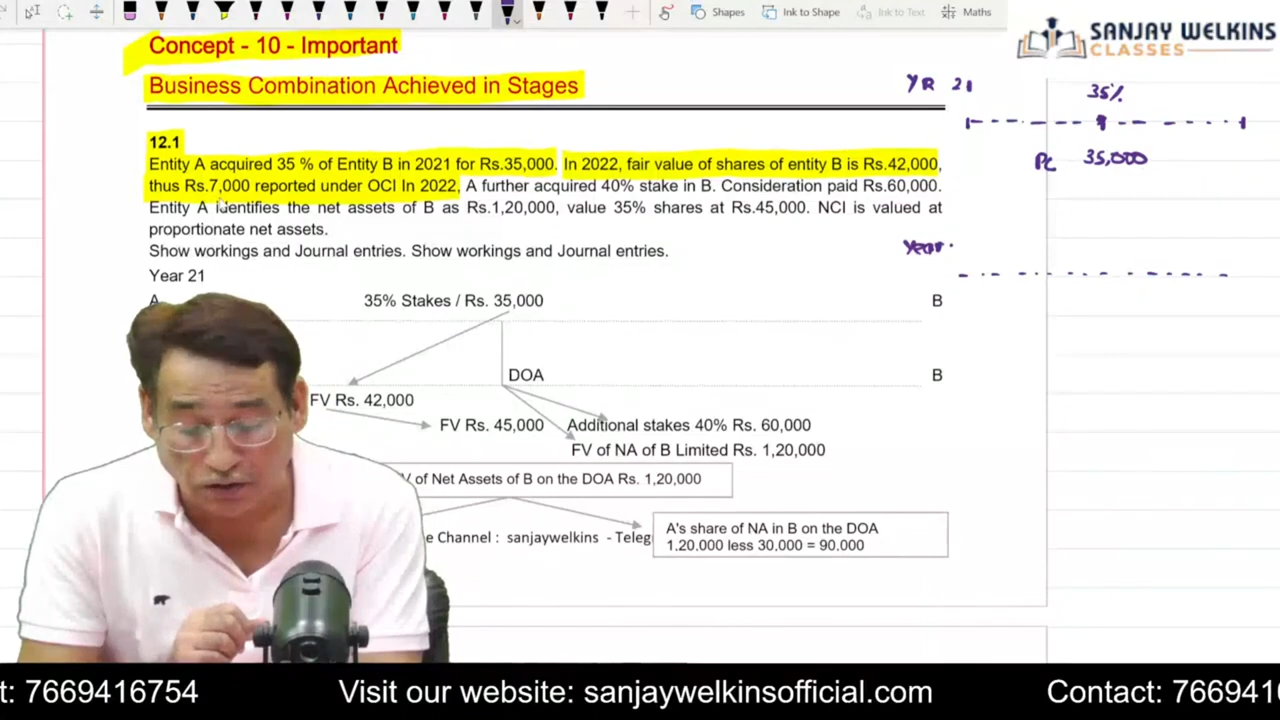 Shapes
Ink to Shape
Ink to Text
Maths
SANJAY WELKINS
CLASSES
Concept - 10 - Important
Business Combination Achieved in Stages
YR 21
35%
PC 35,000
12.1
Entity A acquired 35 % of Entity B in 2021 for Rs.35,000. In 2022, fair value of shares of entity B is Rs.42,000,
thus Rs.7,000 reported under OCI In 2022, A further acquired 40% stake in B. Consideration paid Rs.60,000.
Entity A identifies the net assets of B as Rs.1,20,000, value 35% shares at Rs.45,000. NCI is valued at
proportionate net assets.
Show workings and Journal entries. Show workings and Journal entries.
Year
Year 21
A 35% Stakes / Rs. 35,000 B
DOA B
FV Rs. 42,000
FV Rs. 45,000 Additional stakes 40% Rs. 60,000
FV of NA of B Limited Rs. 1,20,000
of Net Assets of B on the DOA Rs. 1,20,000
A's share of NA in B on the DOA
1,20,000 less 30,000 = 90,000
e Channel : sanjaywelkins - Teleg
t: 7669416754 Visit our website: sanjaywelkinsofficial.com Contact: 766941